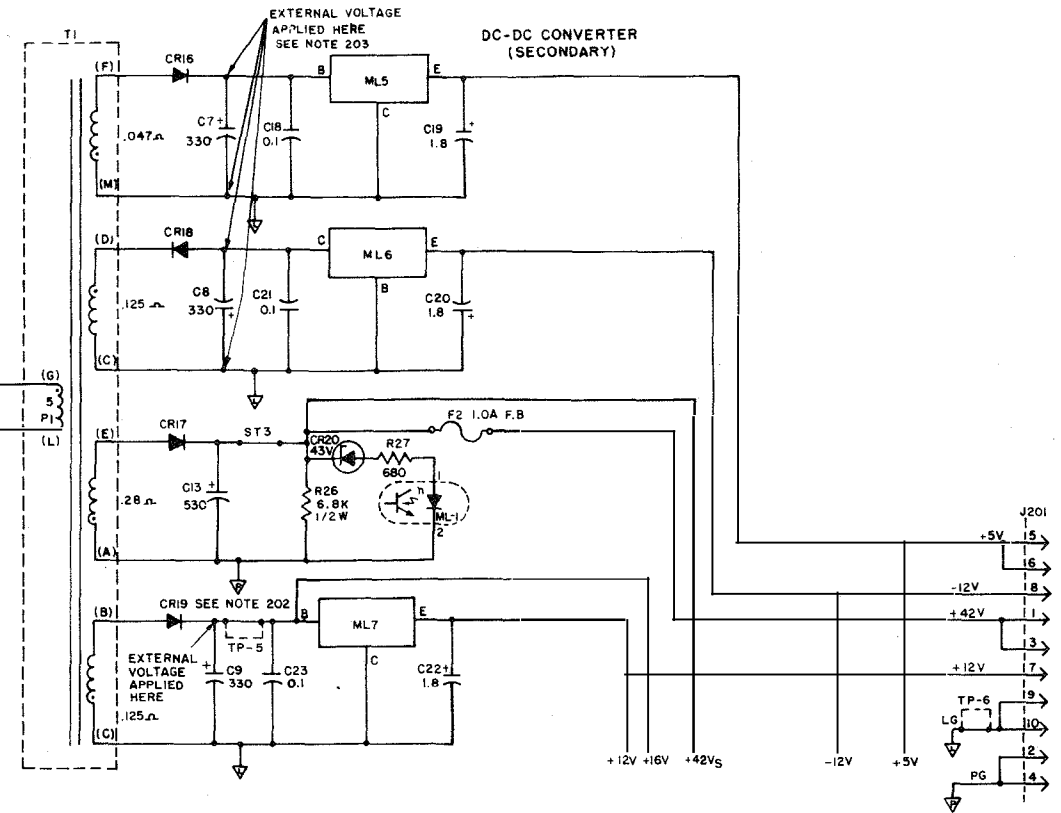 EXTERNAL VOLTAGE
APPLIED HERE
SEE NOTE 203
DC-DC CONVERTER
(SECONDARY)
T1
(F)
CR16
B
ML5
E
C
C7 +
330
C18
0.1
C19 +
1.8
.047Ω
(M)
L
(D)
CR18
C
ML6
E
B
C8
330 +
C21
0.1
C20
1.8 +
.125Ω
(C)
L
(G)
5
P1
(L)
(E)
CR17
ST3
F2 1.0A F.B
CR20
43V
R27
680
C13 +
530
R26
6.8K
1/2W
1
ML-1
2
.28Ω
(A)
P
J201
+5V 5
6
-12V 8
+42V 1
3
+12V 7
TP-6 9
LG 10
L
2
PG 4
P
(B)
CR19 SEE NOTE 202
B
ML7
E
C
TP-5
EXTERNAL
VOLTAGE
APPLIED
HERE
+ C9
330
C23
0.1
C22 +
1.8
.125Ω
(C)
L
+12V +16V +42VS -12V +5V